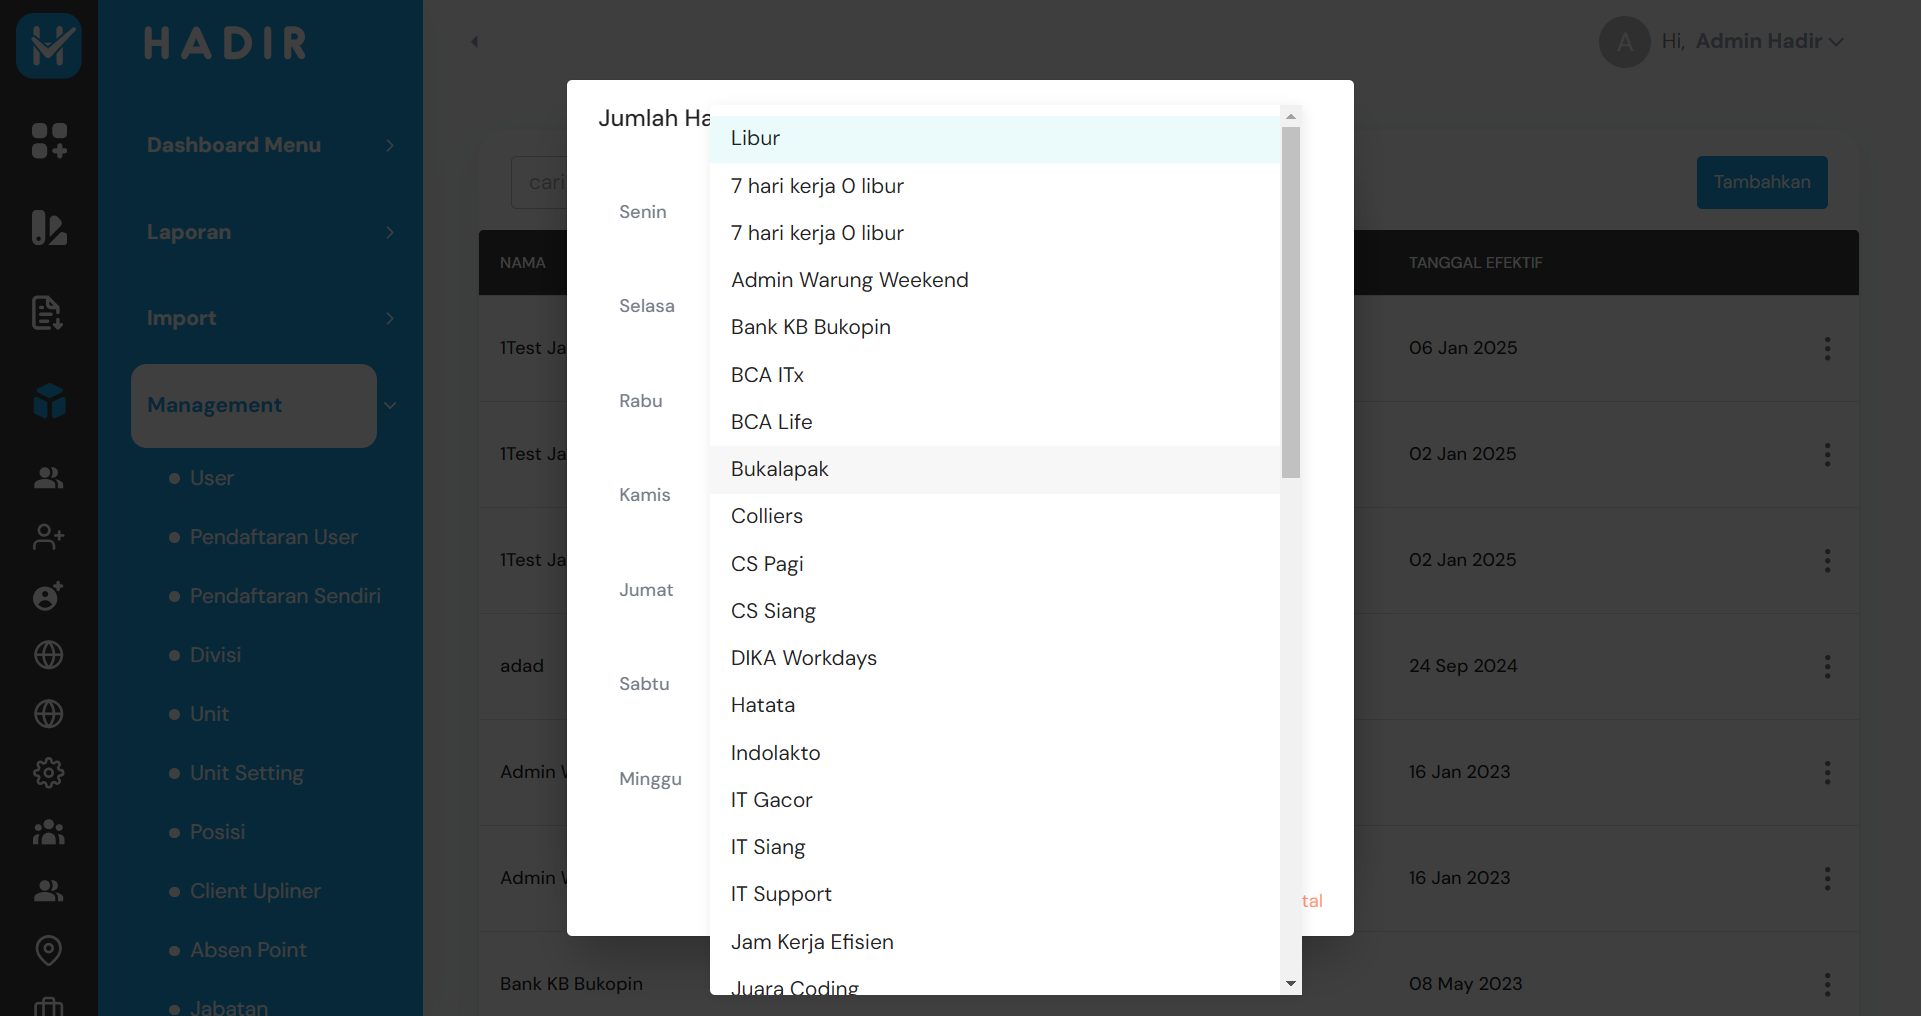 HADIR
A
Hi, Admin Hadir
Dashboard Menu
Laporan
Import
Management
User
Pendaftaran User
Pendaftaran Sendiri
Divisi
Unit
Unit Setting
Posisi
Client Upliner
Absen Point
Jabatan
cari
Tambahkan
NAMA
TANGGAL EFEKTIF
1Test Ja
06 Jan 2025
1Test Ja
02 Jan 2025
1Test Ja
02 Jan 2025
adad
24 Sep 2024
Admin W
16 Jan 2023
Admin W
16 Jan 2023
Bank KB Bukopin
08 May 2023
Jumlah Ha
Senin
Selasa
Rabu
Kamis
Jumat
Sabtu
Minggu
tal
Libur
7 hari kerja 0 libur
7 hari kerja 0 libur
Admin Warung Weekend
Bank KB Bukopin
BCA ITx
BCA Life
Bukalapak
Colliers
CS Pagi
CS Siang
DIKA Workdays
Hatata
Indolakto
IT Gacor
IT Siang
IT Support
Jam Kerja Efisien
Juara Coding